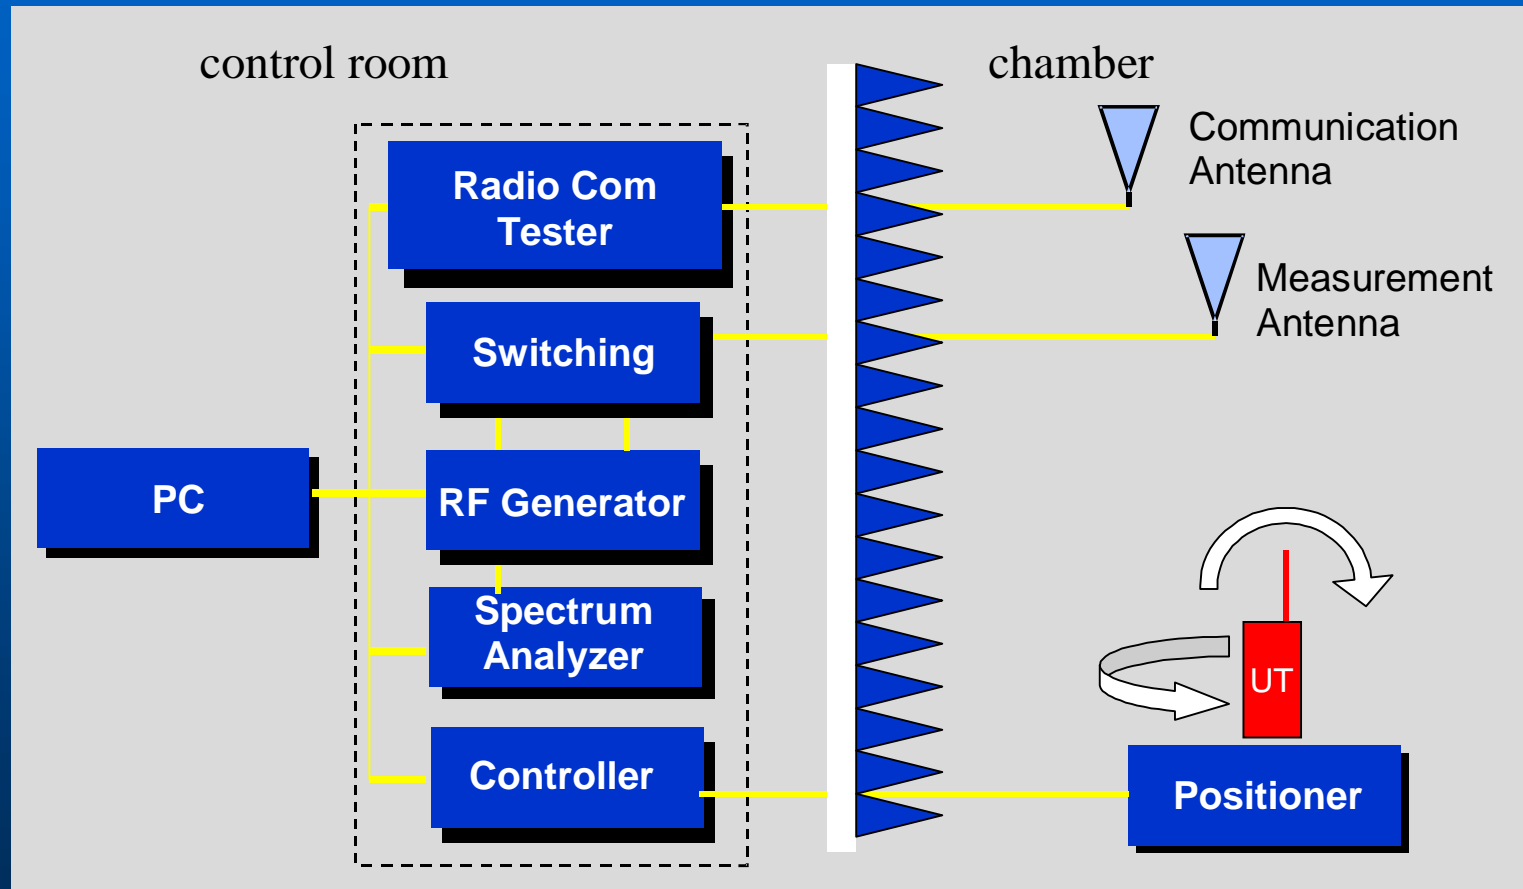 control room
chamber
Communication
Antenna
Radio Com
Tester
Measurement
Antenna
Switching
PC
RF Generator
Spectrum
Analyzer
UT
Controller
Positioner